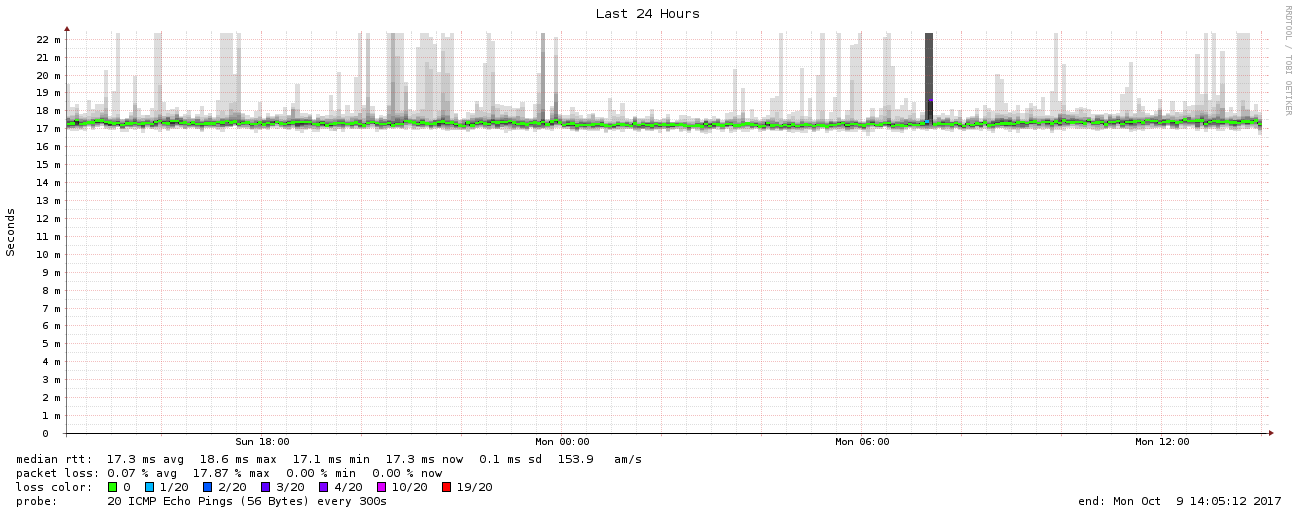 Last 24 Hours
RRDTOOL / TOBI OETIKER
Seconds
22 m
21 m
20 m
19 m
18 m
17 m
16 m
15 m
14 m
13 m
12 m
11 m
10 m
9 m
8 m
7 m
6 m
5 m
4 m
3 m
2 m
1 m
0
Sun 18:00 Mon 00:00 Mon 06:00 Mon 12:00
median rtt: 17.3 ms avg 18.6 ms max 17.1 ms min 17.3 ms now 0.1 ms sd 153.9 am/s
packet loss: 0.07 % avg 17.87 % max 0.00 % min 0.00 % now
loss color: 0 1/20 2/20 3/20 4/20 10/20 19/20
probe: 20 ICMP Echo Pings (56 Bytes) every 300s end: Mon Oct 9 14:05:12 2017